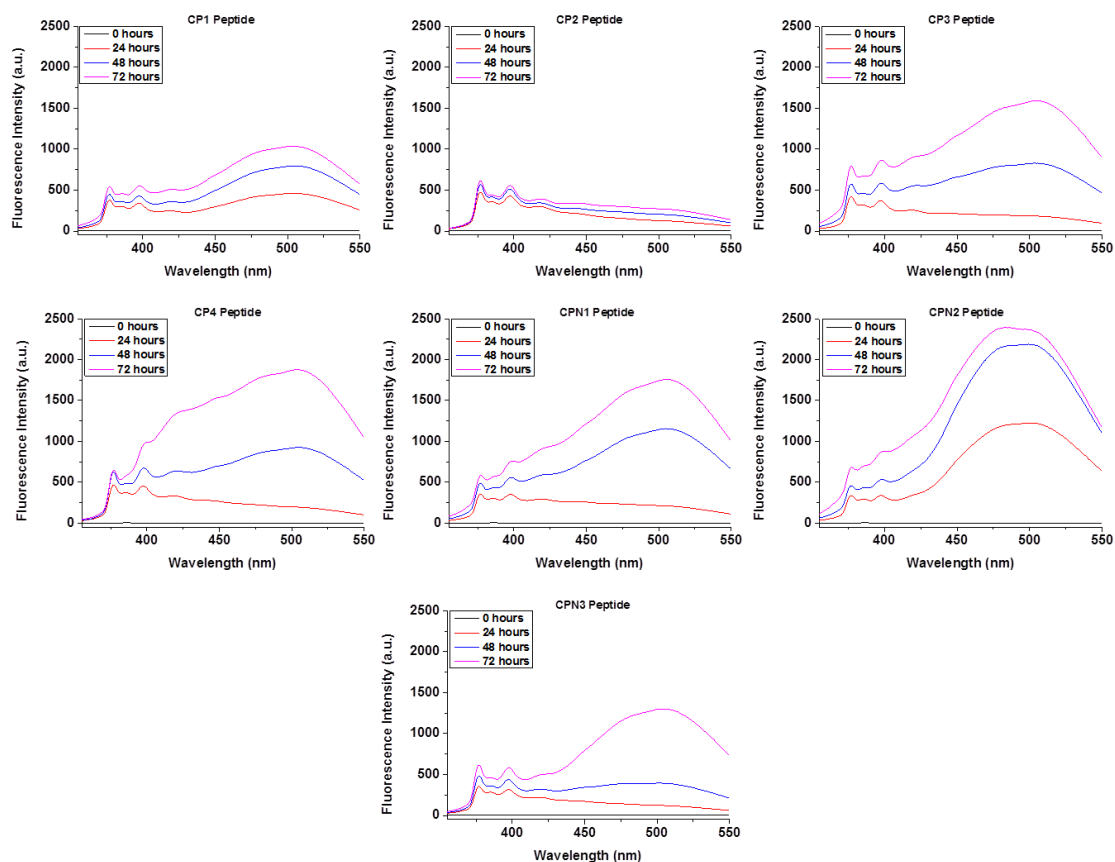 CP1 Peptide
2500
2000
1500
1000
500
0
Fluorescence Intensity (a.u.)
0 hours
24 hours
48 hours
72 hours
400
450
500
550
Wavelength (nm)
CP2 Peptide
2500
2000
1500
1000
500
0
Fluorescence Intensity (a.u.)
0 hours
24 hours
48 hours
72 hours
400
450
500
550
Wavelength (nm)
CP3 Peptide
2500
2000
1500
1000
500
0
Fluorescence Intensity (a.u.)
0 hours
24 hours
48 hours
72 hours
400
450
500
550
Wavelength (nm)
CP4 Peptide
2500
2000
1500
1000
500
0
Fluorescence Intensity (a.u.)
0 hours
24 hours
48 hours
72 hours
400
450
500
550
Wavelength (nm)
CPN1 Peptide
2500
2000
1500
1000
500
0
Fluorescence Intensity (a.u.)
0 hours
24 hours
48 hours
72 hours
400
450
500
550
Wavelength (nm)
CPN2 Peptide
2500
2000
1500
1000
500
0
Fluorescence Intensity (a.u.)
0 hours
24 hours
48 hours
72 hours
400
450
500
550
Wavelength (nm)
CPN3 Peptide
2500
2000
1500
1000
500
0
Fluorescence Intensity (a.u.)
0 hours
24 hours
48 hours
72 hours
400
450
500
550
Wavelength (nm)